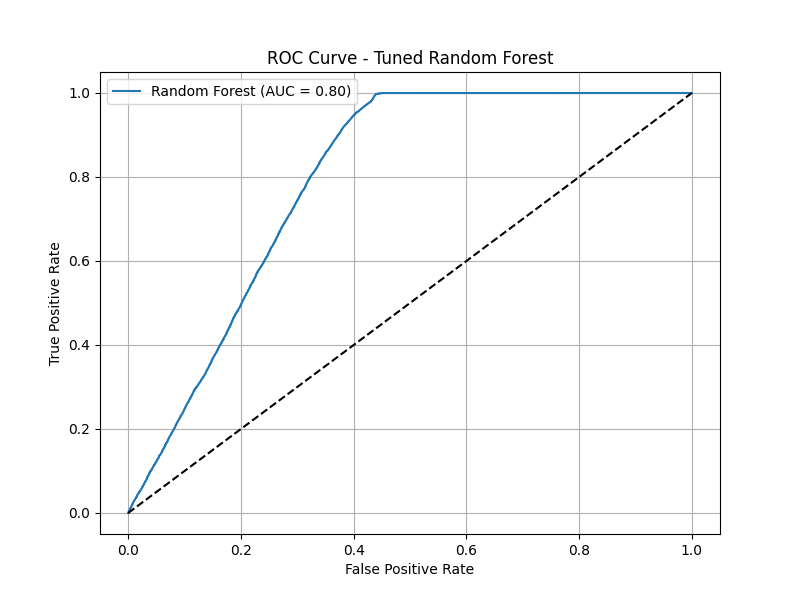 ROC Curve - Tuned Random Forest
Random Forest (AUC = 0.80)
1.0
0.8
0.6
0.4
0.2
0.0
True Positive Rate
0.0 0.2 0.4 0.6 0.8 1.0
False Positive Rate